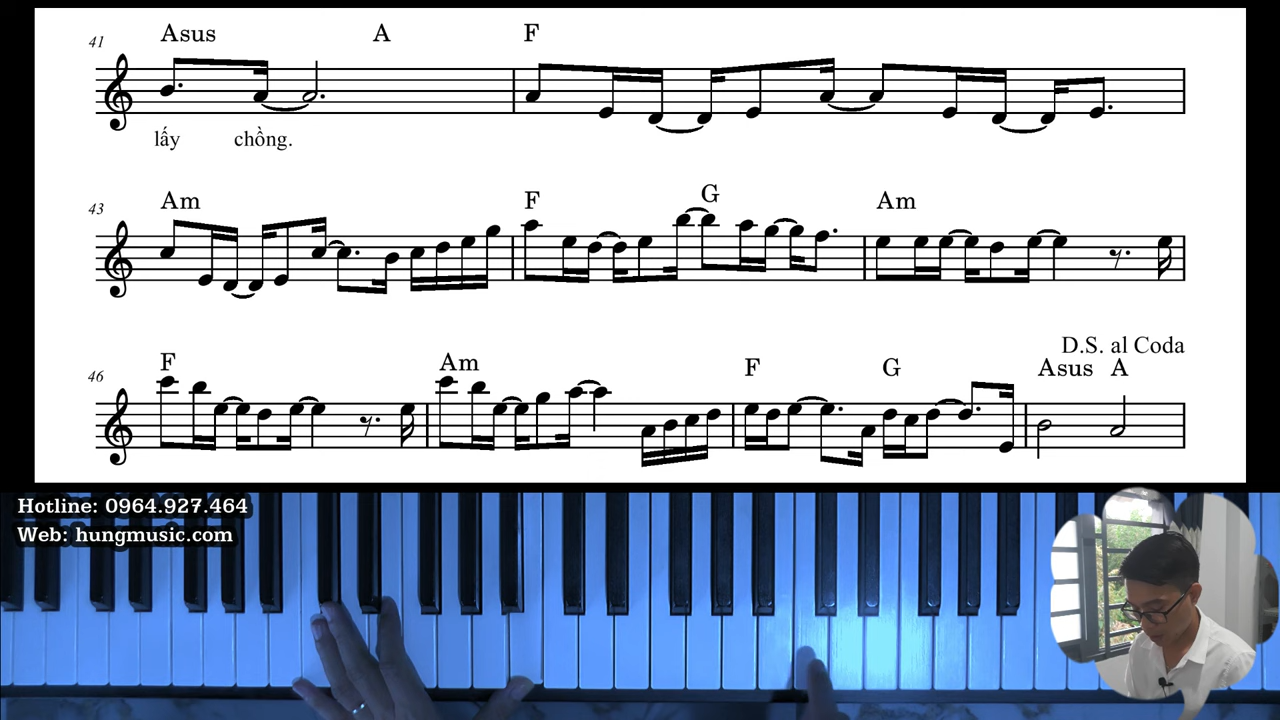 Asus A F
41
lấy chồng.
Am F G Am
43
D.S. al Coda
F Am F G Asus A
46
Hotline: 0964.927.464
Web: hungmusic.com